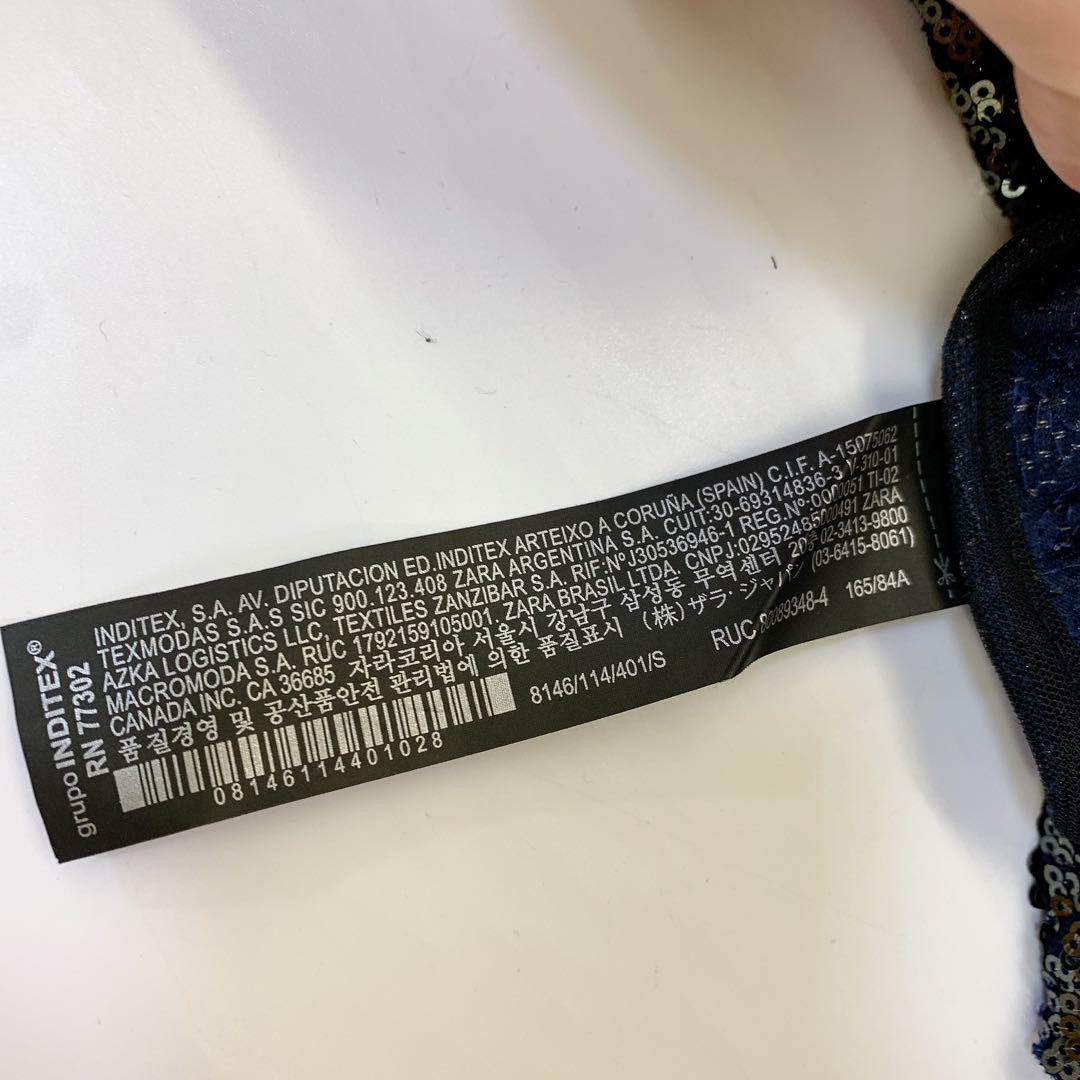 grupo INDITEX®
RN 77302
INDITEX, S.A. AV. DIPUTACION ED.INDITEX ARTEIXO A CORUÑA (SPAIN) C.I.F. A-15075062
TEXMODAS S.A.S SIC 900.123.408 ZARA ARGENTINA S.A. CUIT:30-69314836-3 V-310-01
AZKA LOGISTICS LLC, TEXTILES ZANZIBAR S.A. RIF:NºJ30536946-1 REG.Nº-0000051 TI-02
MACROMODA S.A. RUC 1792159105001. ZARA BRASIL,LTDA. CNPJ:02952485000491 ZARA
CANADA INC. CA 36685 자라코리아, 서울시 강남구 삼성동 무역센터 20층 02-3413-9800
품질경영 및 공산품안전 관리법에 의한 품질표시 (株)ザラ・ジャパン (03-6415-8061)
8146/114/401/S RUC 89348-4 165/84A
08146114401028